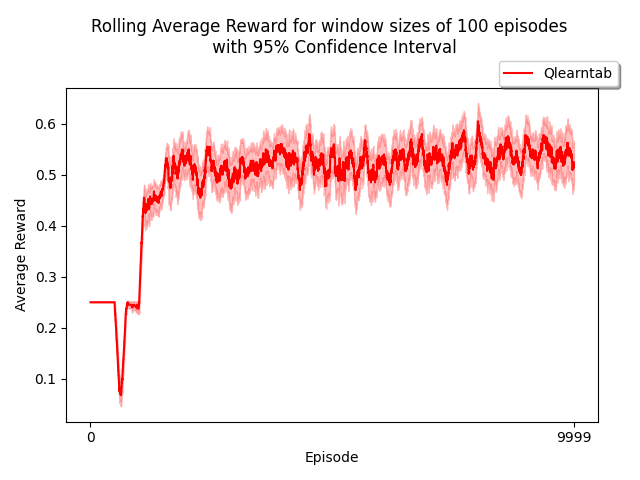 Rolling Average Reward for window sizes of 100 episodes
with 95% Confidence Interval
Qlearntab
0.6
0.5
0.4
0.3
0.2
0.1
Average Reward
0
9999
Episode